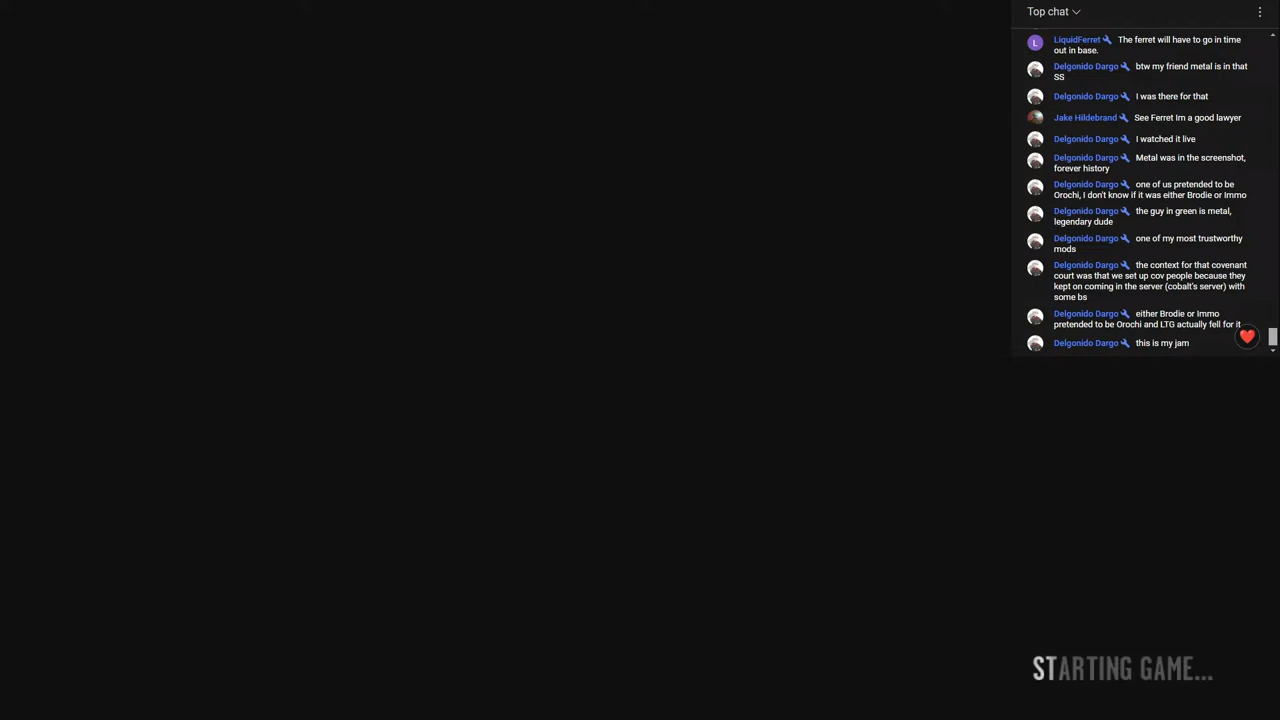 Top chat
LiquidFerret The ferret will have to go in time
out in base.
Delgonido Dargo btw my friend metal is in that
SS
Delgonido Dargo I was there for that
Jake Hildebrand See Ferret Im a good lawyer
Delgonido Dargo I watched it live
Delgonido Dargo Metal was in the screenshot,
forever history
Delgonido Dargo one of us pretended to be
Orochi, I don't know if it was either Brodie or Immo
Delgonido Dargo the guy in green is metal,
legendary dude
Delgonido Dargo one of my most trustworthy
mods
Delgonido Dargo the context for that covenant
court was that we set up cov people because they
kept on coming in the server (cobalt's server) with
some bs
Delgonido Dargo either Brodie or Immo
pretended to be Orochi and LTG actually fell for it
Delgonido Dargo this is my jam
L
STARTING GAME...